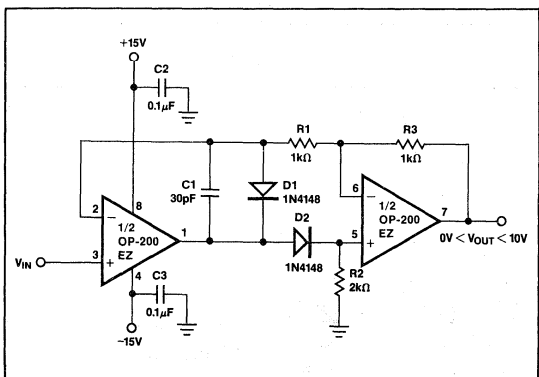 +15V
C2
0.1μF
R1
1kΩ
R3
1kΩ
C1
30pF
D1
1N4148
8
2
−
1/2
OP-200
EZ
1
3
+
4
VIN
D2
1N4148
6
−
1/2
OP-200
EZ
7
5
+
0V < VOUT < 10V
R2
2kΩ
C3
0.1μF
−15V